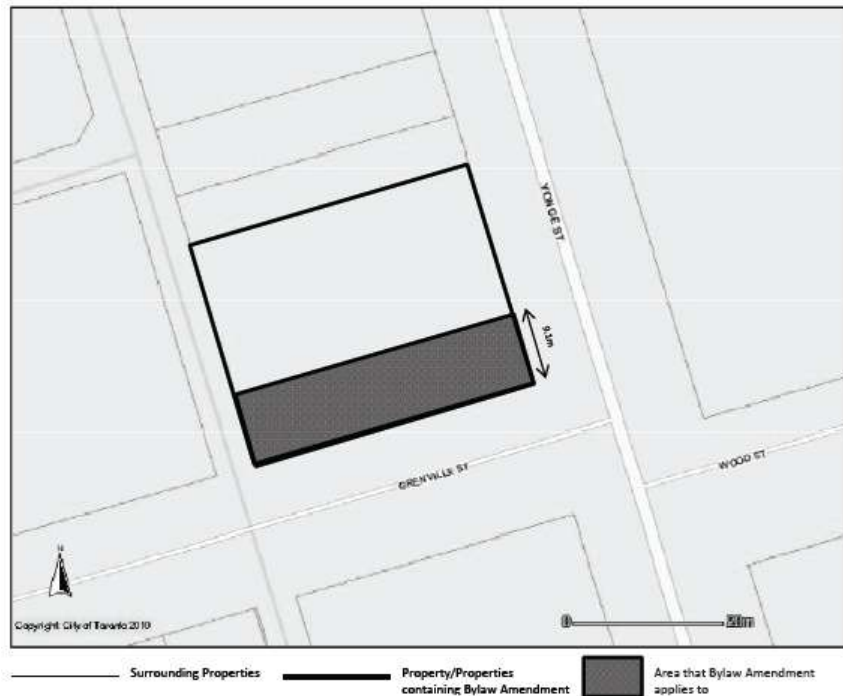 YONGE ST
9.1m
GRENVILLE ST
WOOD ST
N
Copyright: City of Toronto 2010
0 20m
Surrounding Properties
Property/Properties
containing Bylaw Amendment
Area that Bylaw Amendment
applies to